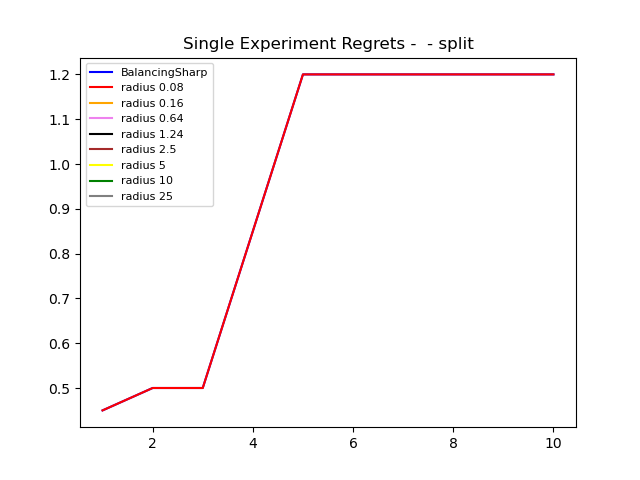 Single Experiment Regrets -  - split
BalancingSharp
radius 0.08
radius 0.16
radius 0.64
radius 1.24
radius 2.5
radius 5
radius 10
radius 25
1.2
1.1
1.0
0.9
0.8
0.7
0.6
0.5
2 4 6 8 10